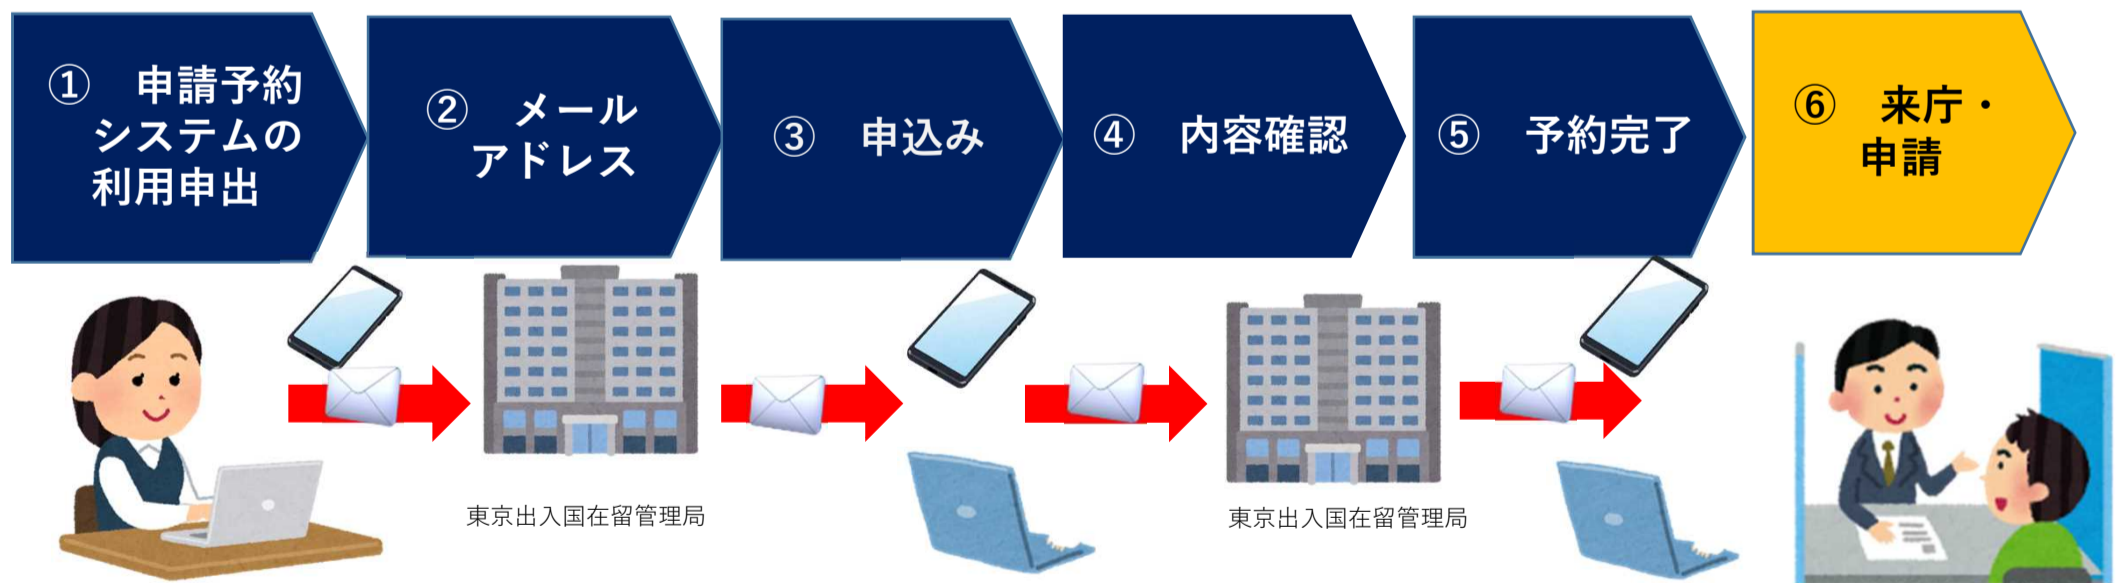 ① 申請予約
システムの
利用申出
② メール
アドレス
③ 申込み
④ 内容確認
⑤ 予約完了
⑥ 来庁・
申請
東京出入国在留管理局
東京出入国在留管理局